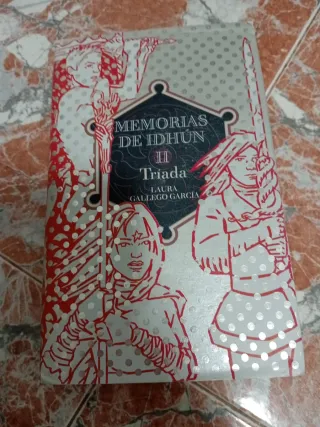 MEMORIAS
DE IDHÚN
II
Tríada
LAURA
GALLEGO GARCÍA